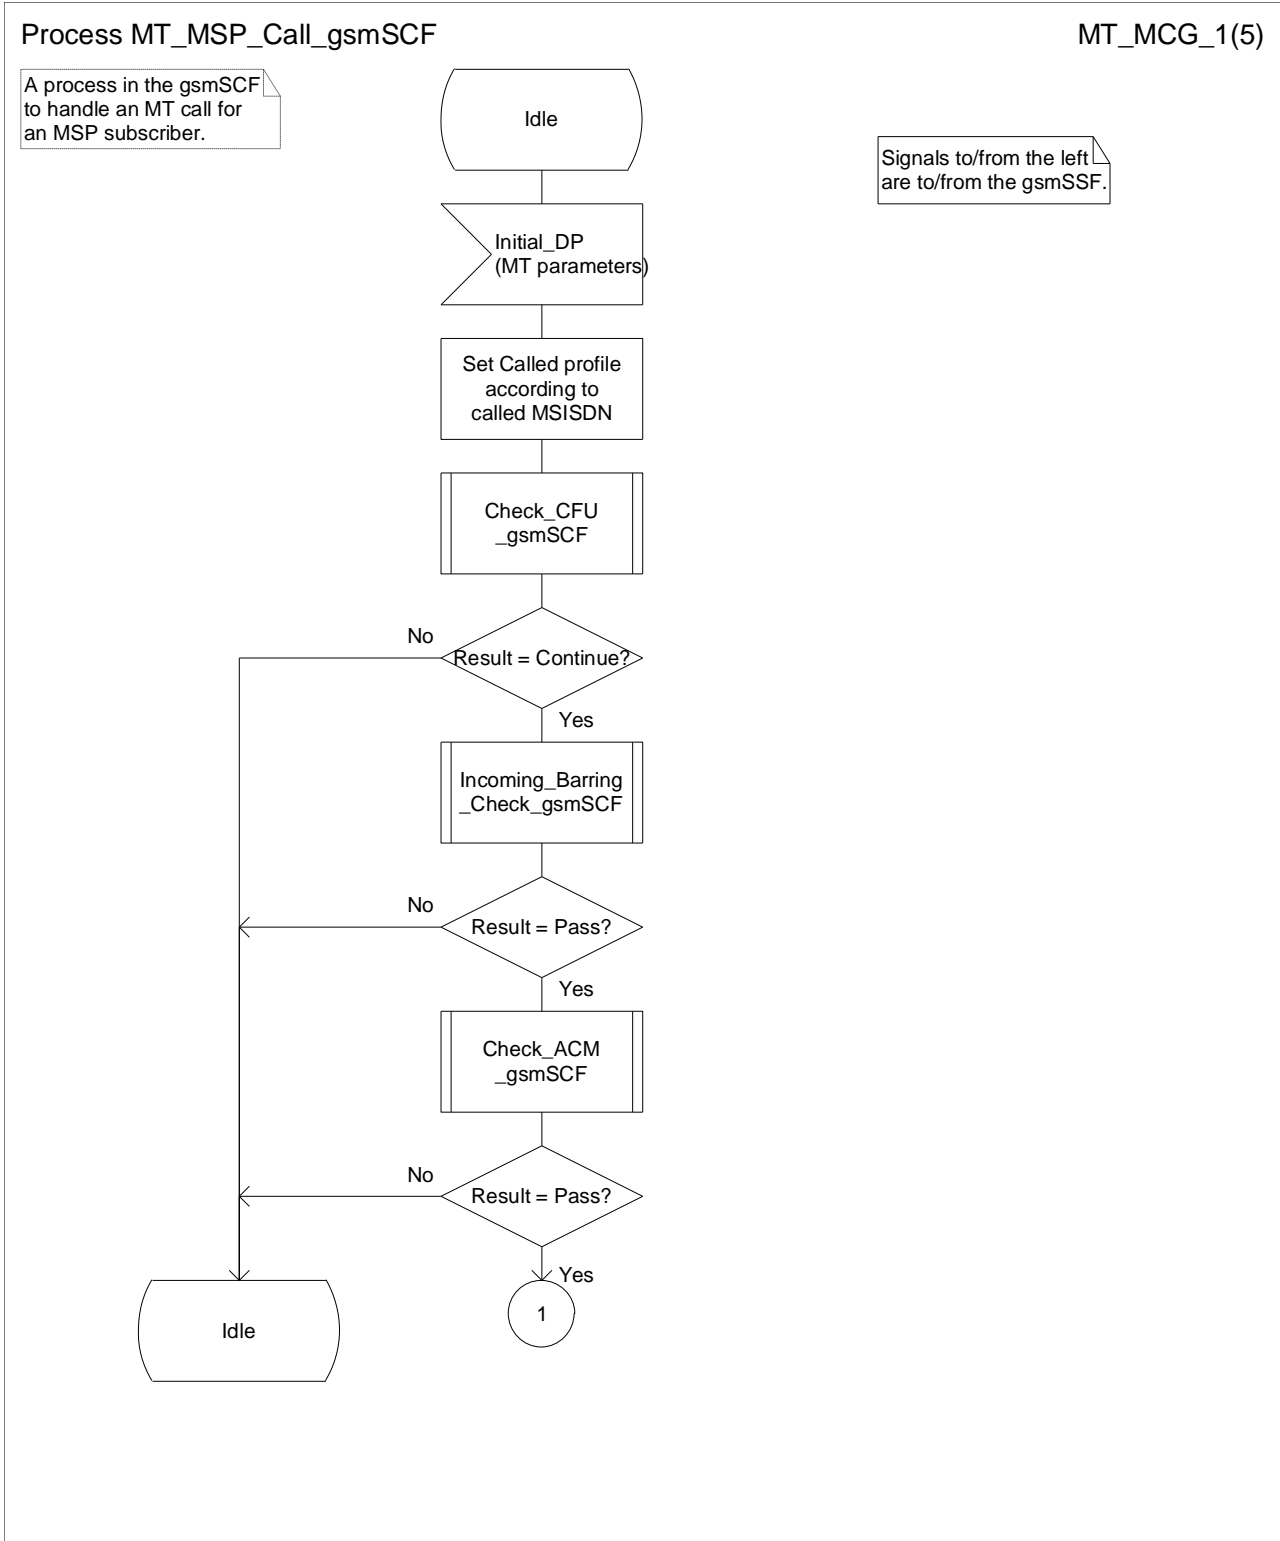 Process MT_MSP_Call_gsmSCF
MT_MCG_1(5)
A process in the gsmSCF
to handle an MT call for
an MSP subscriber.
Idle
Signals to/from the left
are to/from the gsmSSF.
Initial_DP
(MT parameters)
Set Called profile
according to
called MSISDN
Check_CFU
_gsmSCF
No
Result = Continue?
Yes
Incoming_Barring
_Check_gsmSCF
No
Result = Pass?
Yes
Check_ACM
_gsmSCF
No
Result = Pass?
Yes
1
Idle